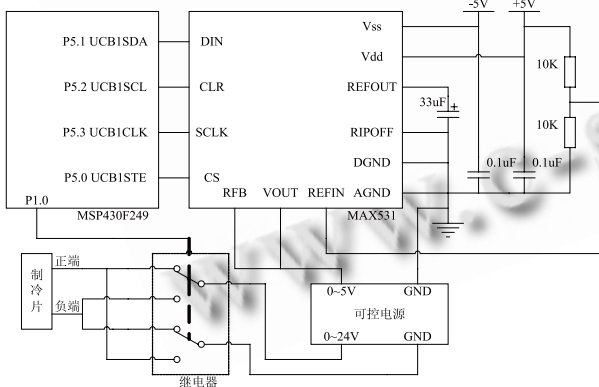 -5V
+5V
Vss
P5.1 UCB1SDA
DIN
Vdd
10K
P5.2 UCB1SCL
CLR
REFOUT
33uF
+
10K
P5.3 UCB1CLK
SCLK
RIPOFF
DGND
0.1uF
0.1uF
P5.0 UCB1STE
CS
P1.0
RFB
VOUT
REFIN
AGND
MSP430F249
MAX531
正端
制冷片
负端
0~5V
GND
可控电源
0~24V
GND
继电器